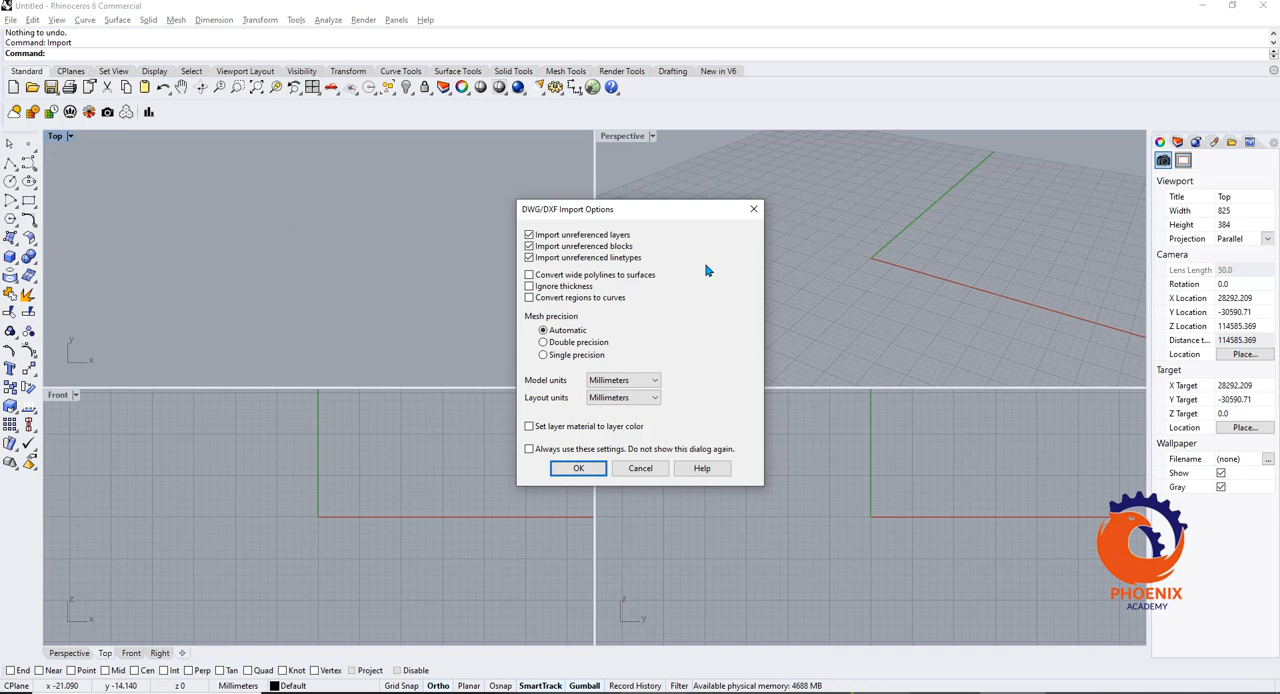 Untitled - Rhinoceros 6 Commercial
File Edit View Curve Surface Solid Mesh Dimension Transform Tools Analyze Render Panels Help
Nothing to undo.
Command: Import
Command:
Standard CPlanes Set View Display Select Viewport Layout Visibility Transform Curve Tools Surface Tools Solid Tools Mesh Tools Render Tools Drafting New in V6
Top
Perspective
y
x
Front
z
x
z
y
DWG/DXF Import Options
Import unreferenced layers
Import unreferenced blocks
Import unreferenced linetypes
Convert wide polylines to surfaces
Ignore thickness
Convert regions to curves
Mesh precision
Automatic
Double precision
Single precision
Model units Millimeters
Layout units Millimeters
Set layer material to layer color
Always use these settings. Do not show this dialog again.
OK Cancel Help
Viewport
Title Top
Width 825
Height 384
Projection Parallel
Camera
Lens Length 50.0
Rotation 0.0
X Location 28292.209
Y Location -30590.71
Z Location 114585.369
Distance t... 114585.369
Location Place...
Target
X Target 28292.209
Y Target -30590.71
Z Target 0.0
Location Place...
Wallpaper
Filename (none) ...
Show
Gray
PHOENIX
ACADEMY
Perspective Top Front Right
End Near Point Mid Cen Int Perp Tan Quad Knot Vertex Project Disable
CPlane x -21.090 y -14.140 z 0 Millimeters Default Grid Snap Ortho Planar Osnap SmartTrack Gumball Record History Filter Available physical memory: 4688 MB